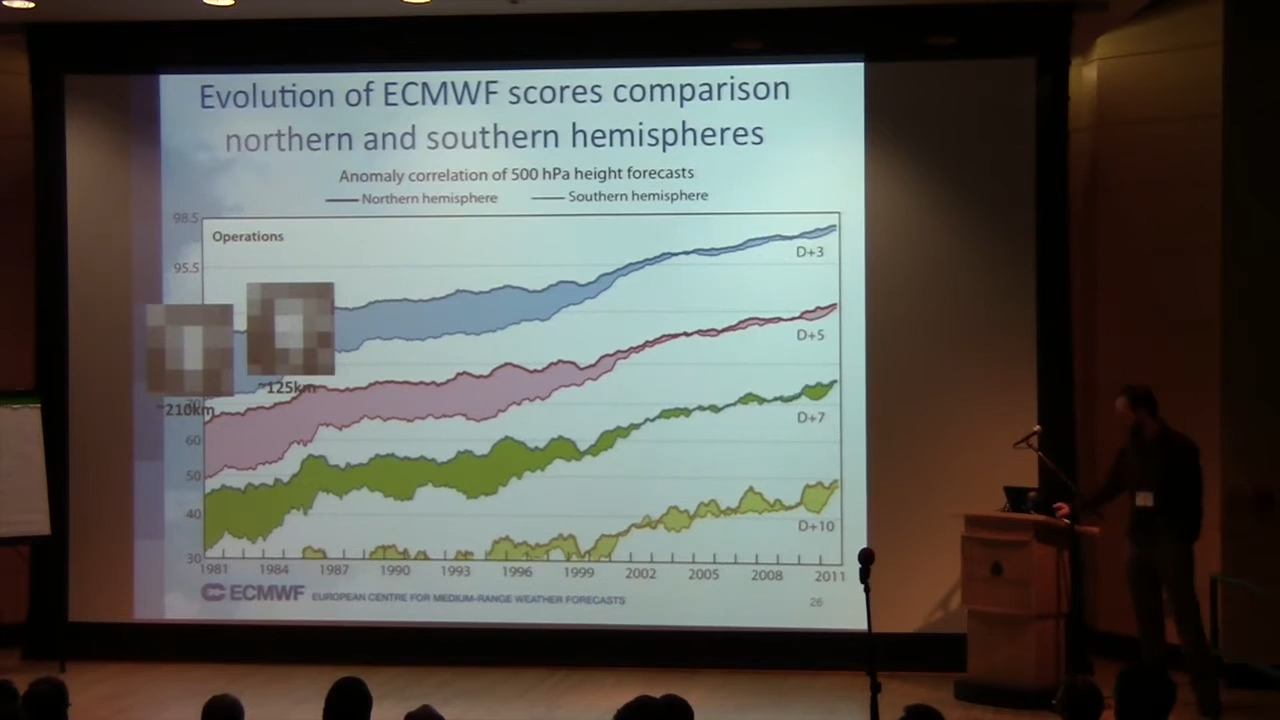 Evolution of ECMWF scores comparison
northern and southern hemispheres
Anomaly correlation of 500 hPa height forecasts
Northern hemisphere Southern hemisphere
98.5
Operations
D+3
95.5
D+5
~125km
70
~210km
D+7
60
50
40
D+10
30
1981 1984 1987 1990 1993 1996 1999 2002 2005 2008 2011
ECMWF EUROPEAN CENTRE FOR MEDIUM-RANGE WEATHER FORECASTS 26